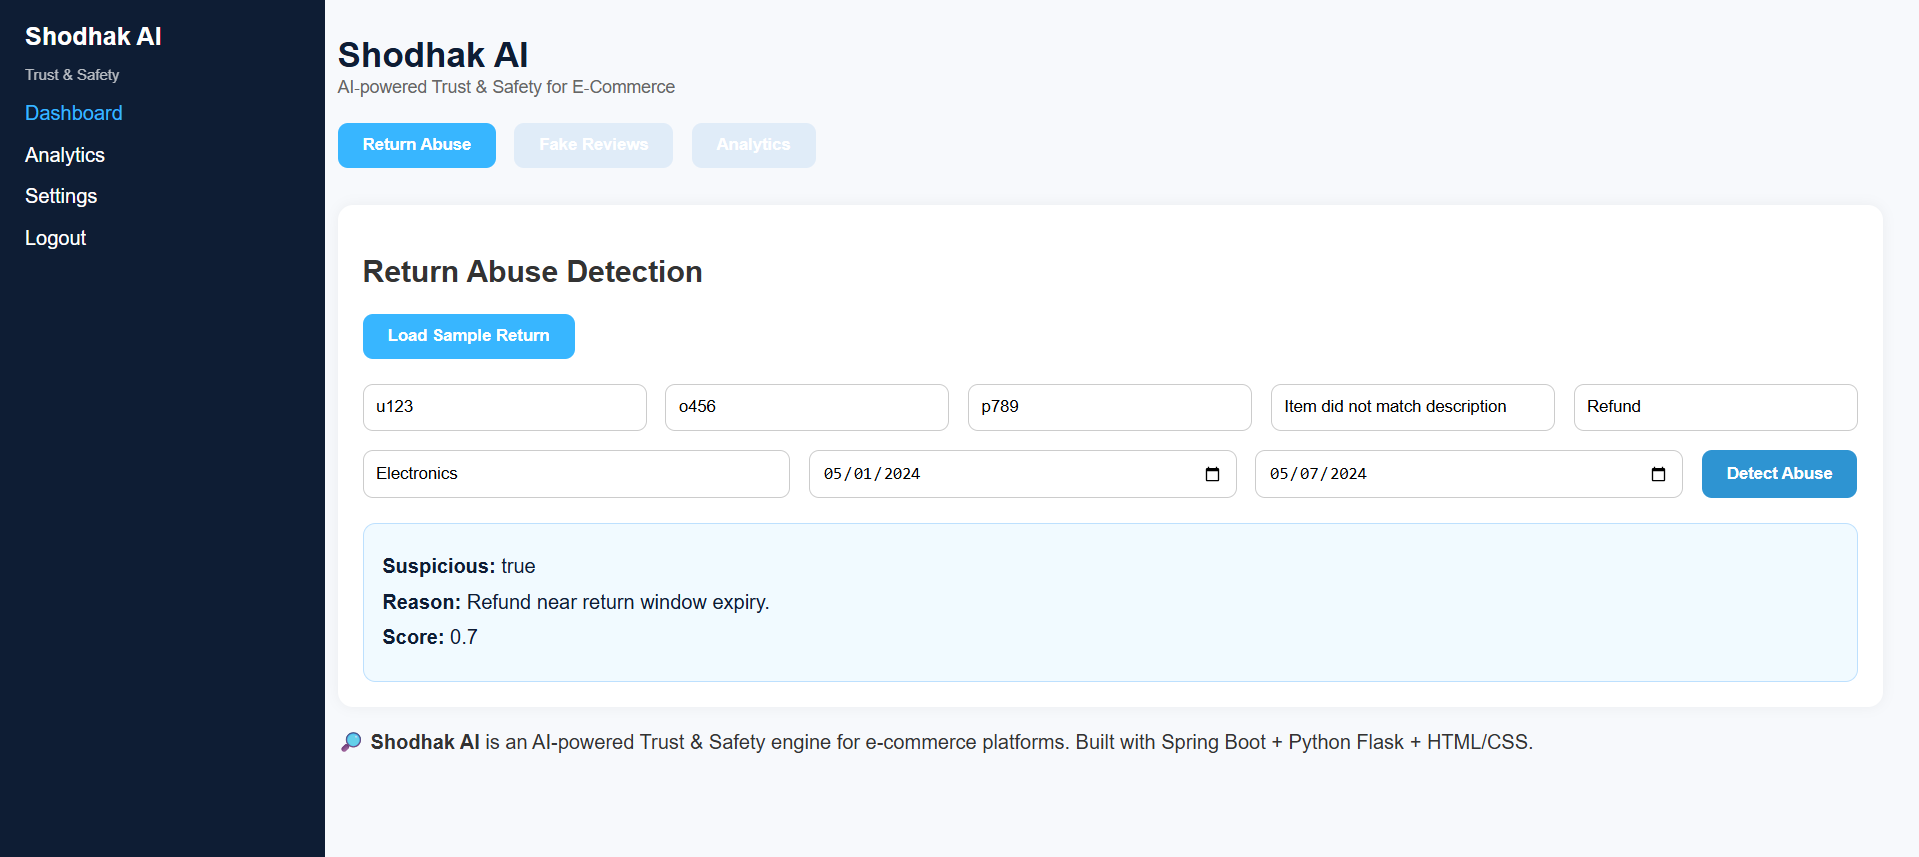 Shodhak AI
Trust & Safety
Dashboard
Analytics
Settings
Logout
Shodhak AI
AI-powered Trust & Safety for E-Commerce
Return Abuse
Fake Reviews
Analytics
Return Abuse Detection
Load Sample Return
u123
o456
p789
Item did not match description
Refund
Electronics
05/01/2024
05/07/2024
Detect Abuse
Suspicious: true
Reason: Refund near return window expiry.
Score: 0.7
Shodhak AI is an AI-powered Trust & Safety engine for e-commerce platforms. Built with Spring Boot + Python Flask + HTML/CSS.